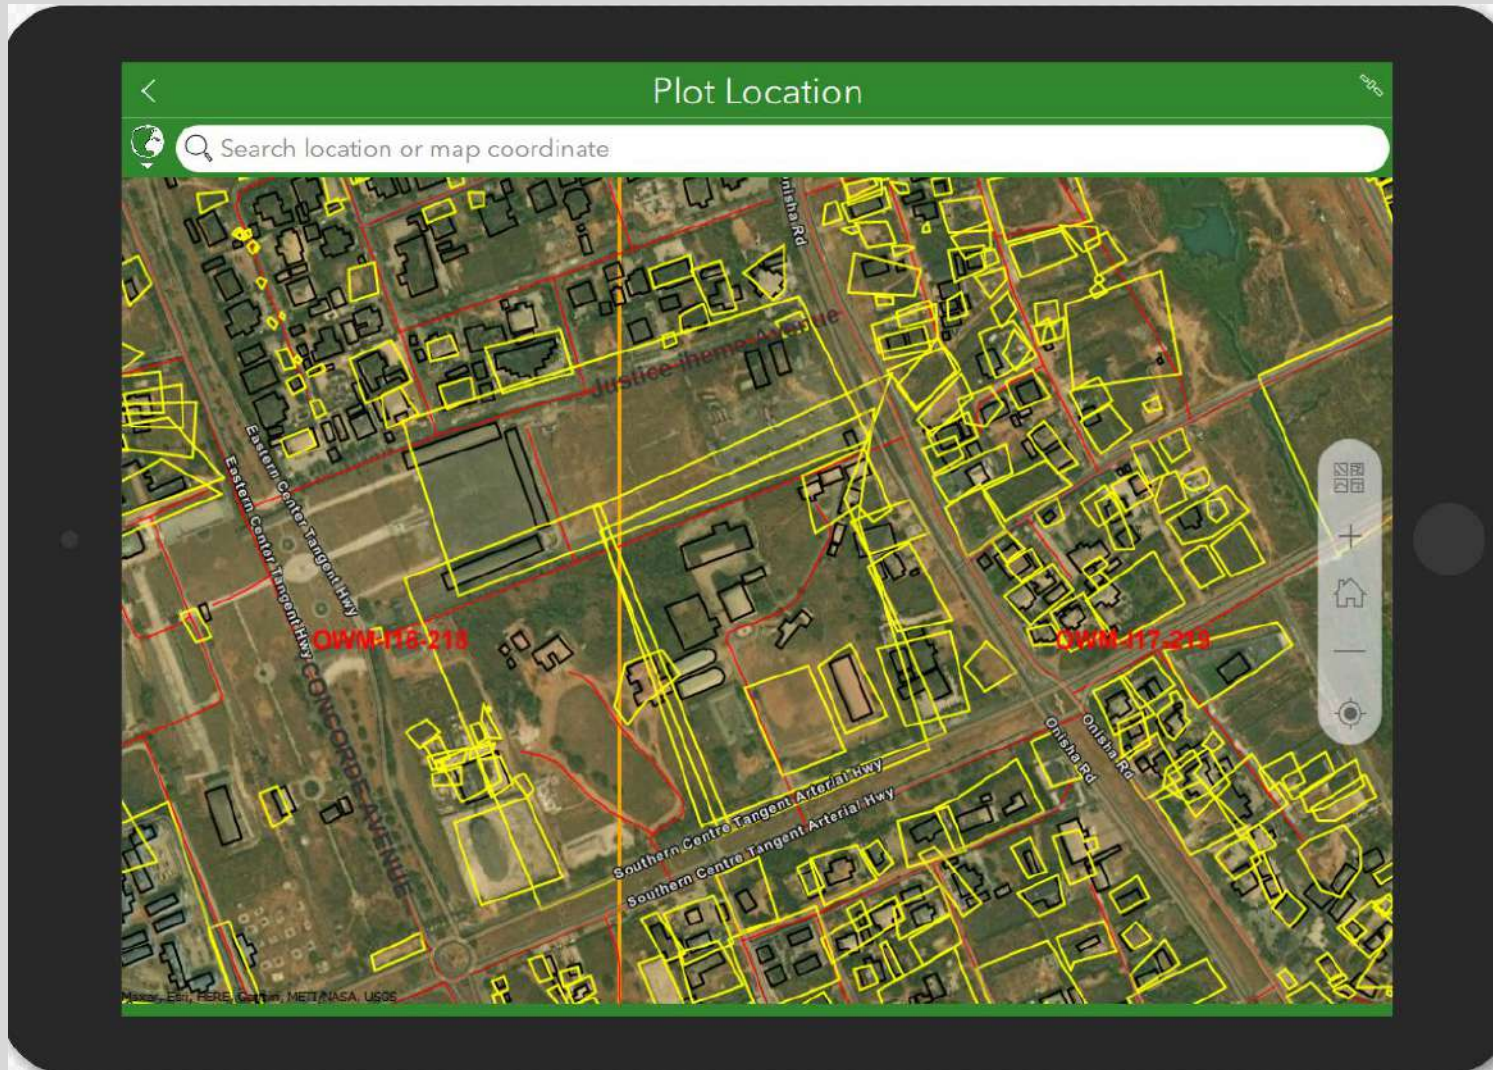 Plot Location
Search location or map coordinate
Onisha Rd
Justice iheme Avenue
Eastern Center Tangent Hwy
Eastern Center Tangent Hwy
OWM-I16-218
OWM-I17-218
CONCORDE AVENUE
Onisha Rd
Onisha Rd
Southern Centre Tangent Arterial Hwy
Southern Centre Tangent Arterial Hwy
Maxar, Esri, HERE, Garmin, METI/NASA, USGS